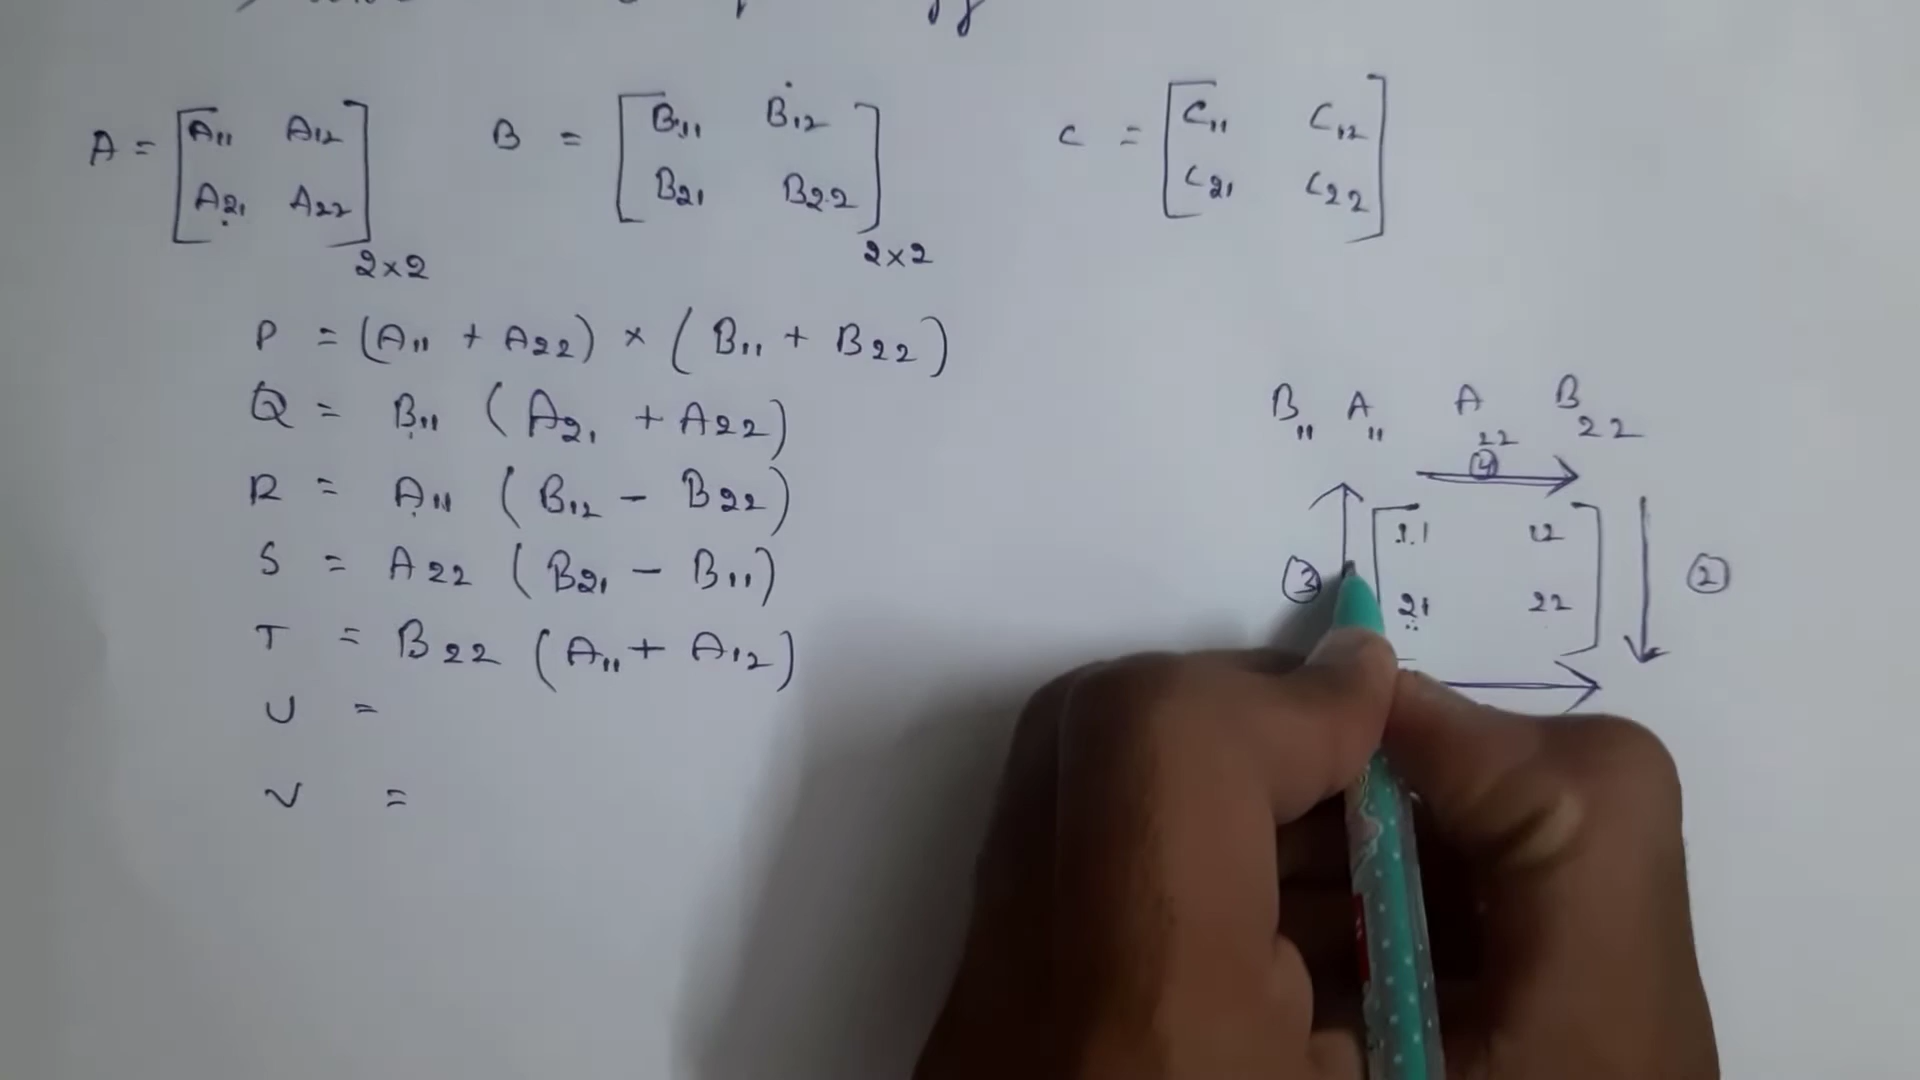 A = [A11 A12
A21 A22] 2×2
B = [B11 B12
B21 B22] 2×2
C = [C11 C12
C21 C22]
P = (A11 + A22) × (B11 + B22)
Q = B11 (A21 + A22)
R = A11 (B12 - B22)
S = A22 (B21 - B11)
T = B22 (A11 + A12)
U =
V =
B11 A11 A22 B22
④
[11 12
21 22]
③ ②